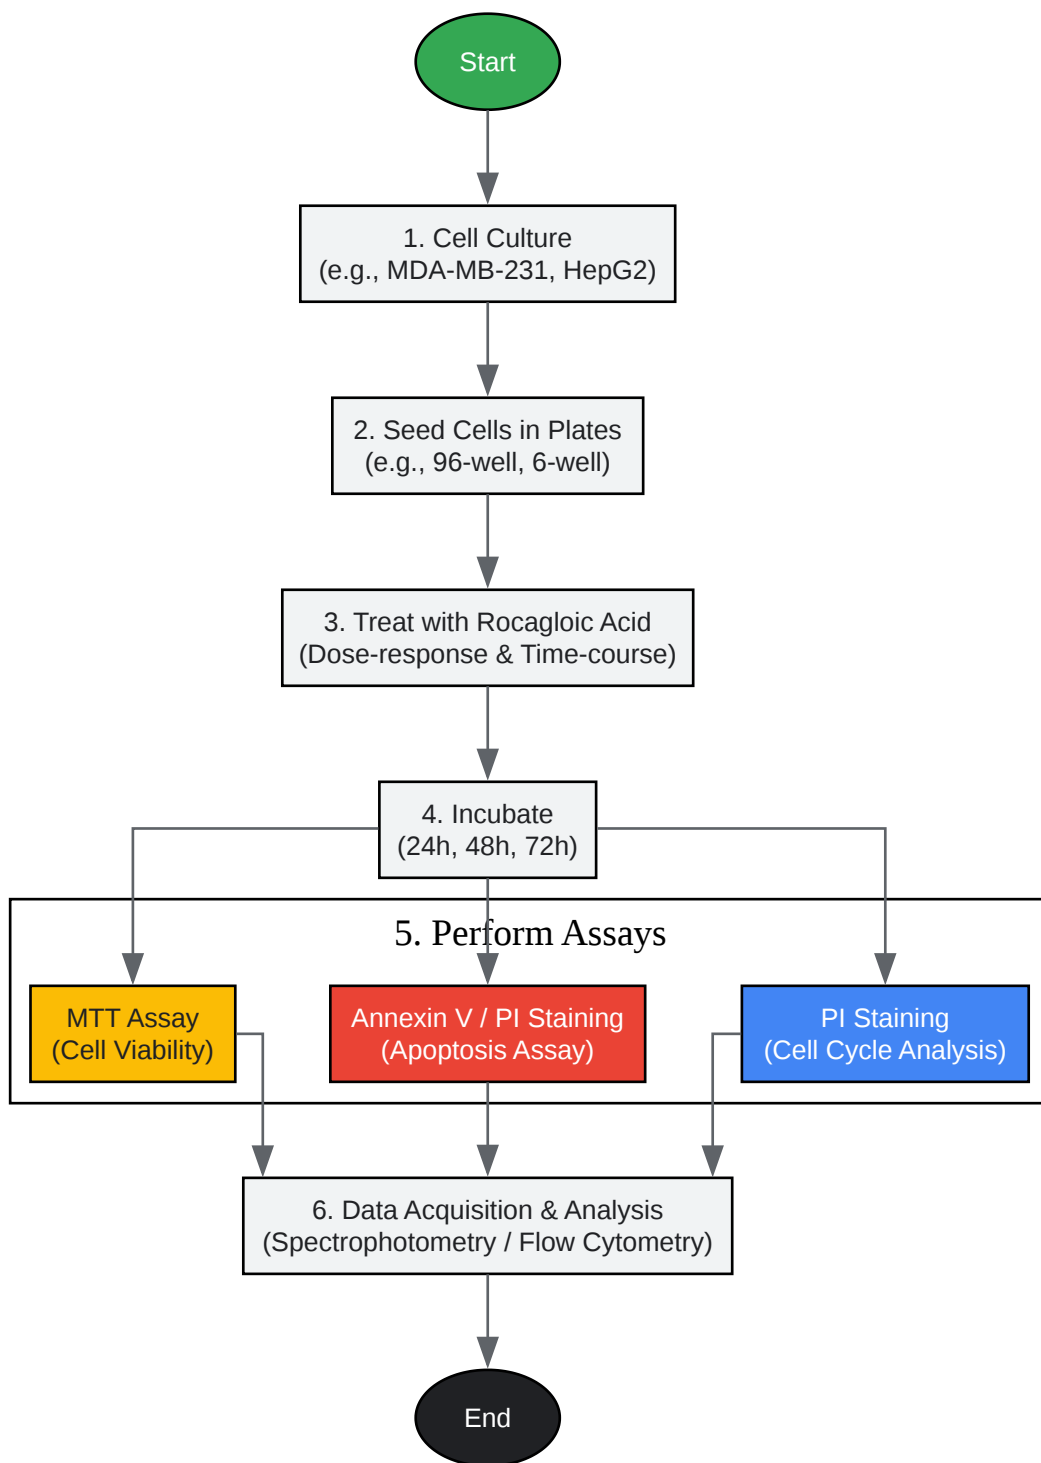 Start
1. Cell Culture
(e.g., MDA-MB-231, HepG2)
2. Seed Cells in Plates
(e.g., 96-well, 6-well)
3. Treat with Rocagloic Acid
(Dose-response & Time-course)
4. Incubate
(24h, 48h, 72h)
5. Perform Assays
MTT Assay
(Cell Viability)
Annexin V / PI Staining
(Apoptosis Assay)
PI Staining
(Cell Cycle Analysis)
6. Data Acquisition & Analysis
(Spectrophotometry / Flow Cytometry)
End